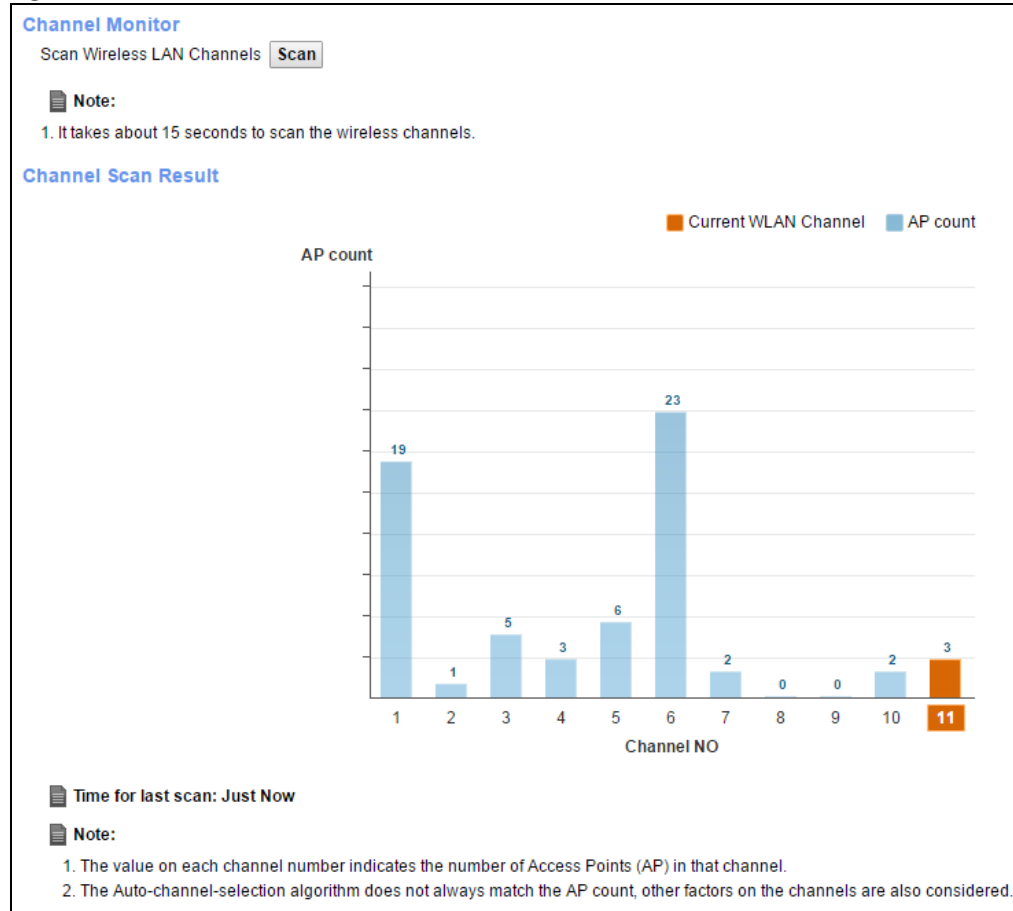 Channel Monitor
Scan Wireless LAN Channels Scan
Note:
1. It takes about 15 seconds to scan the wireless channels.
Channel Scan Result
Current WLAN Channel AP count
AP count
23
19
6
5
3
3
2
2
1
0
0
1 2 3 4 5 6 7 8 9 10 11
Channel NO
Time for last scan: Just Now
Note:
1. The value on each channel number indicates the number of Access Points (AP) in that channel.
2. The Auto-channel-selection algorithm does not always match the AP count, other factors on the channels are also considered.